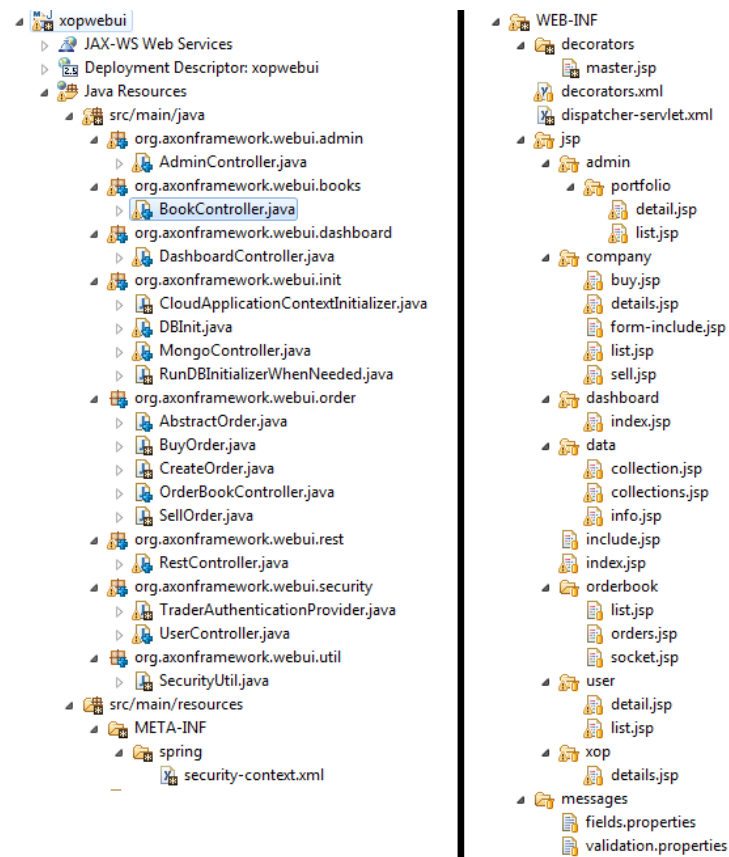 xopwebui
JAX-WS Web Services
2.5 Deployment Descriptor: xopwebui
Java Resources
src/main/java
org.axonframework.webui.admin
AdminController.java
org.axonframework.webui.books
BookController.java
org.axonframework.webui.dashboard
DashboardController.java
org.axonframework.webui.init
CloudApplicationContextInitializer.java
DBInit.java
MongoController.java
RunDBInitializerWhenNeeded.java
org.axonframework.webui.order
AbstractOrder.java
BuyOrder.java
CreateOrder.java
OrderBookController.java
SellOrder.java
org.axonframework.webui.rest
RestController.java
org.axonframework.webui.security
TraderAuthenticationProvider.java
UserController.java
org.axonframework.webui.util
SecurityUtil.java
src/main/resources
META-INF
spring
security-context.xml
WEB-INF
decorators
master.jsp
decorators.xml
dispatcher-servlet.xml
jsp
admin
portfolio
detail.jsp
list.jsp
company
buy.jsp
details.jsp
form-include.jsp
list.jsp
sell.jsp
dashboard
index.jsp
data
collection.jsp
collections.jsp
info.jsp
include.jsp
index.jsp
orderbook
list.jsp
orders.jsp
socket.jsp
user
detail.jsp
list.jsp
xop
details.jsp
messages
fields.properties
validation.properties